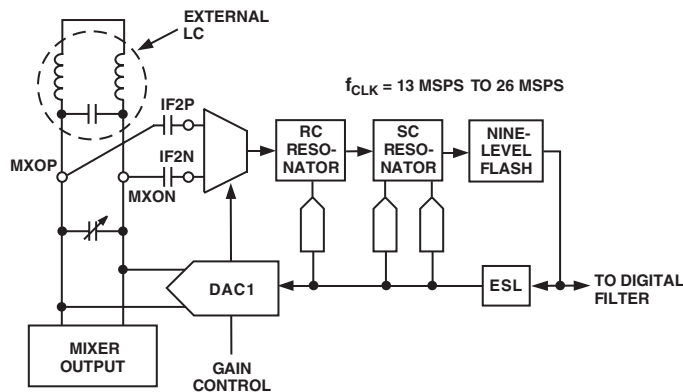 EXTERNAL
LC
fCLK = 13 MSPS TO 26 MSPS
IF2P
RC
RESO-
NATOR
SC
RESO-
NATOR
NINE-
LEVEL
FLASH
IF2N
MXOP
MXON
DAC1
ESL
TO DIGITAL
FILTER
MIXER
OUTPUT
GAIN
CONTROL